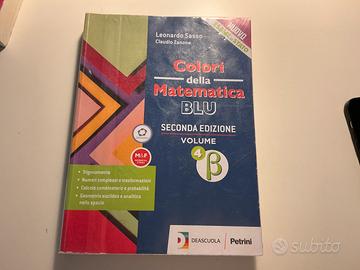 Leonardo Sasso
Claudio Zanone
NUOVO
Colori
della
Matematica
BLU
SECONDA EDIZIONE
VOLUME
4 β
• Trigonometria
• Numeri complessi e trasformazioni
• Calcolo combinatorio e probabilità
• Geometria euclidea e analitica
nello spazio
DEASCUOLA
Petrini
subito